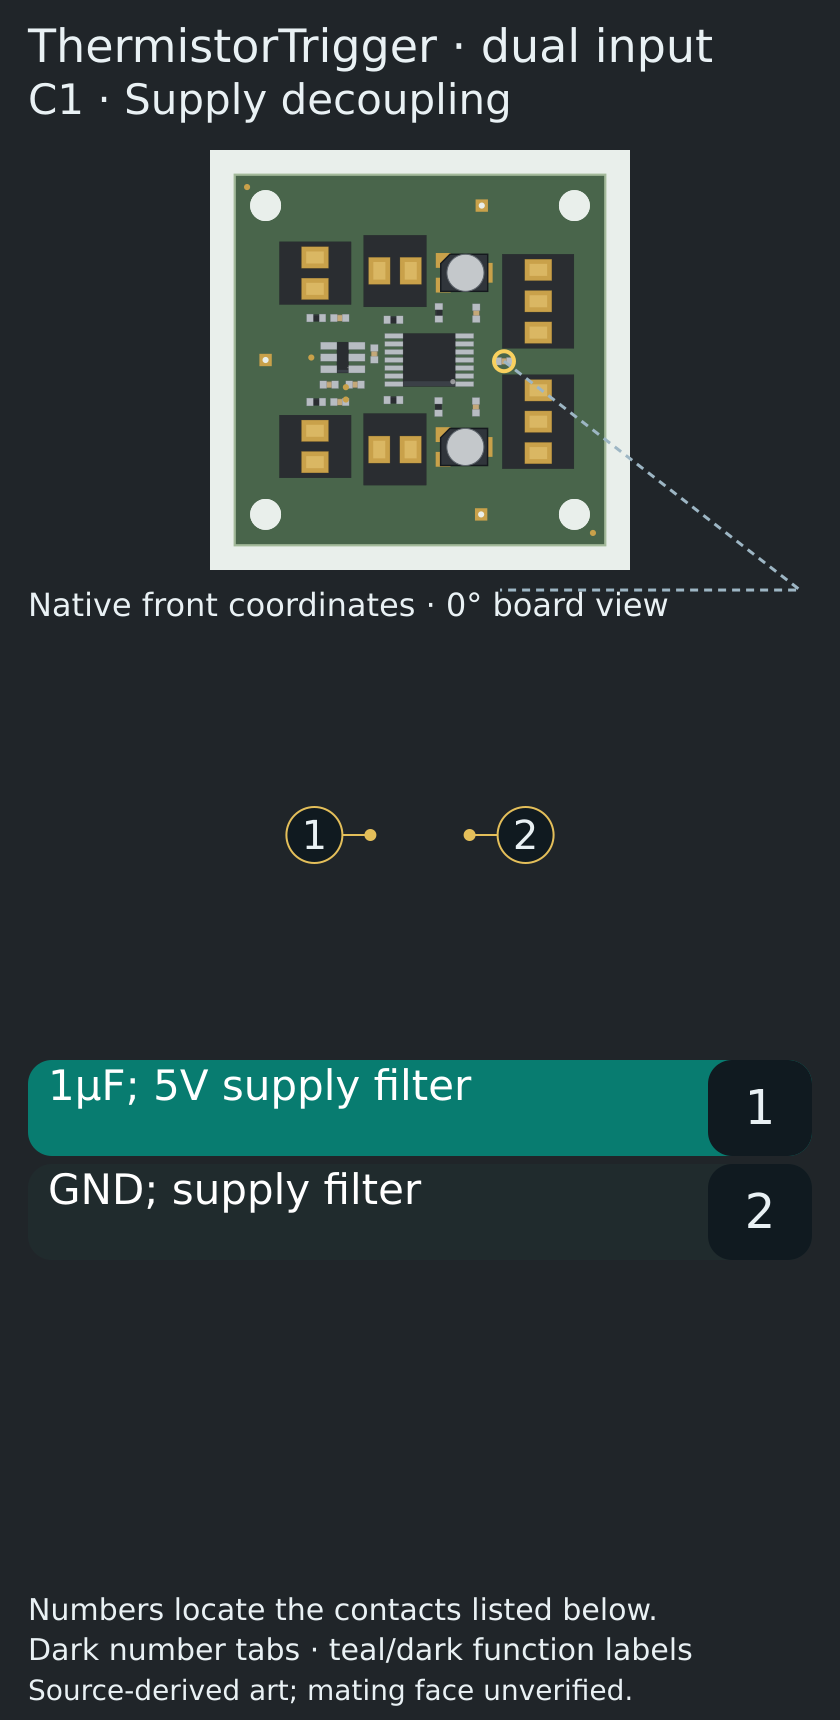 ThermistorTrigger · dual input
C1 · Supply decoupling
Native front coordinates · 0° board view
1
2
1µF; 5V supply filter
1
GND; supply filter
2
Numbers locate the contacts listed below.
Dark number tabs · teal/dark function labels
Source-derived art; mating face unverified.